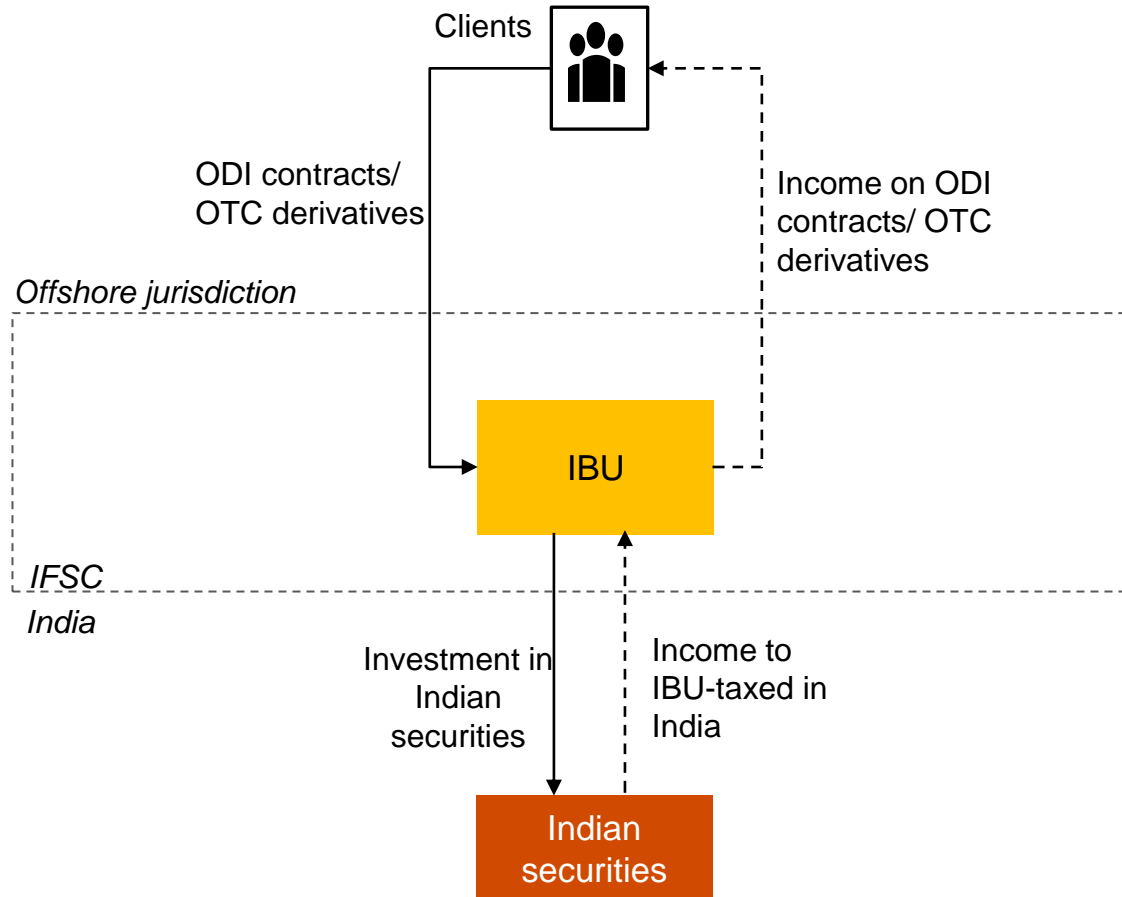 Clients
ODI contracts/
OTC derivatives
Income on ODI
contracts/ OTC
derivatives
Offshore jurisdiction
IBU
IFSC
India
Investment in
Indian
securities
Income to
IBU-taxed in
India
Indian
securities